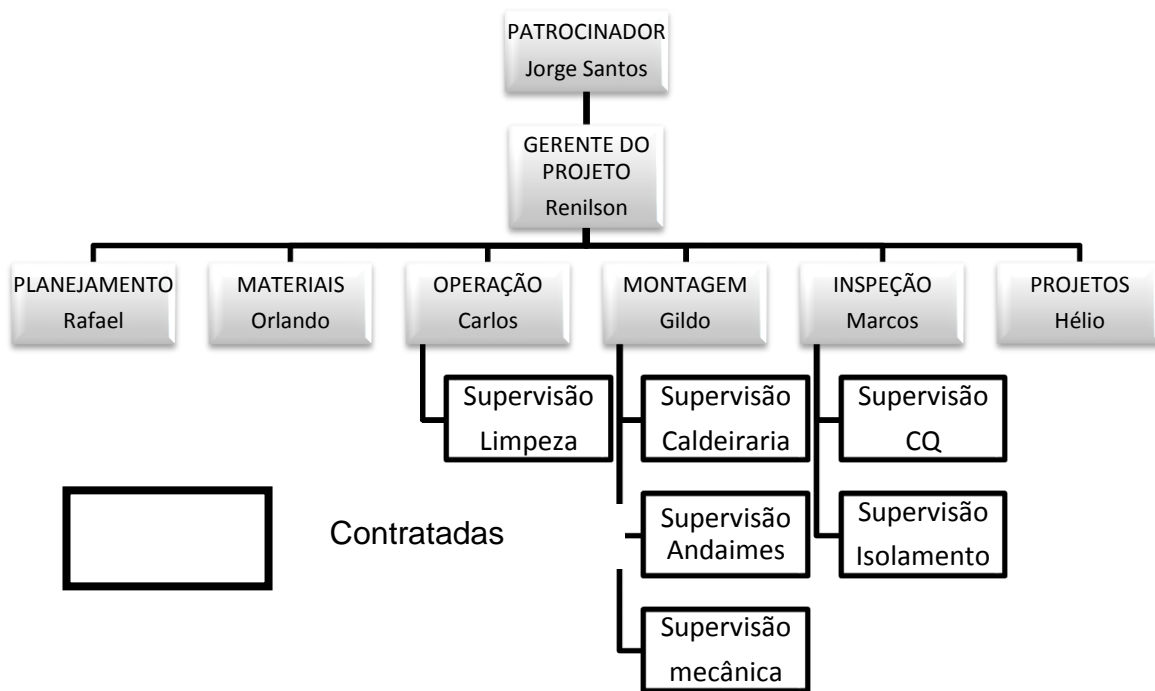 PATROCINADOR
Jorge Santos
GERENTE DO
PROJETO
Renilson
PLANEJAMENTO
Rafael
MATERIAIS
Orlando
OPERAÇÃO
Carlos
MONTAGEM
Gildo
INSPEÇÃO
Marcos
PROJETOS
Hélio
Supervisão
Limpeza
Supervisão
Caldeiraria
Supervisão
CQ
Contratadas
Supervisão
Andaimes
Supervisão
Isolamento
Supervisão
mecânica